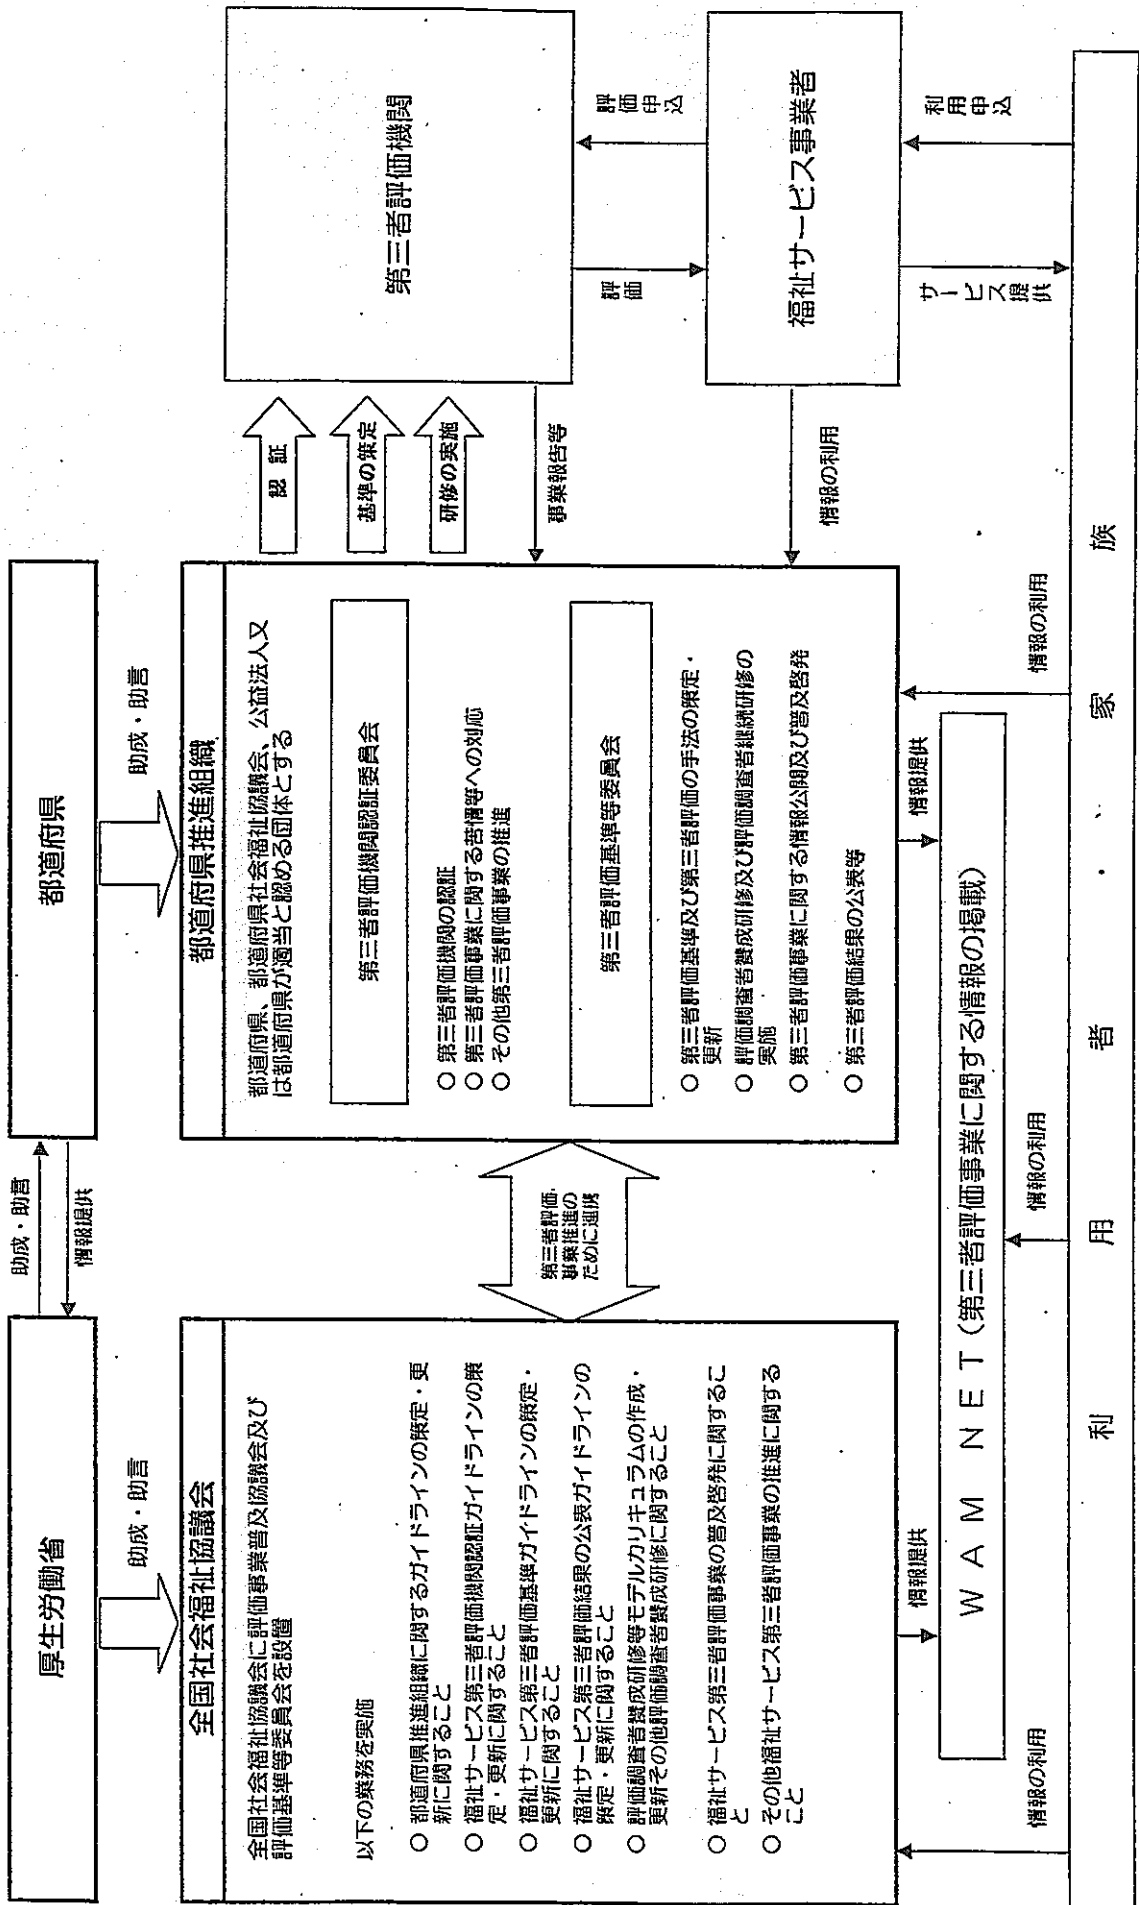 厚生労働省
助成・助言
情報提供
都道府県
助成・助言
助成・助言
全国社会福祉協議会
全国社会福祉協議会に評価事業普及協議会及び
評価基準等委員会を設置
以下の業務を実施
○ 都道府県推進組織に関するガイドラインの策定・更
新に関すること
○ 福祉サービス第三者評価機関認証ガイドラインの策
定・更新に関すること
○ 福祉サービス第三者評価基準ガイドラインの策定・
更新に関すること
○ 福祉サービス第三者評価結果の公表ガイドラインの
策定・更新に関すること
○ 評価調査者養成研修等モデルカリキュラムの作成・
更新その他評価調査者養成研修に関すること
○ 福祉サービス第三者評価事業の普及啓発に関するこ
と
○ その他福祉サービス第三者評価事業の推進に関する
こと
第三者評価
事業推進の
ために連携
都道府県推進組織
都道府県、都道府県社会福祉協議会、公益法人又
は都道府県が適当と認める団体とする
第三者評価機関認証委員会
○ 第三者評価機関の認証
○ 第三者評価事業に関する苦情等への対応
○ その他第三者評価事業の推進
第三者評価基準等委員会
○ 第三者評価基準及び第三者評価の手法の策定・
更新
○ 評価調査者養成研修及び評価調査者継続研修の
実施
○ 第三者評価事業に関する情報公開及び普及啓発
○ 第三者評価結果の公表等
認証
基準の策定
研修の実施
事業報告等
情報の利用
第三者評価機関
評価
評価申込
福祉サービス事業者
サービス提供
利用申込
情報提供
情報提供
WAM NET(第三者評価事業に関する情報の掲載)
情報の利用
情報の利用
情報の利用
利用者・家族